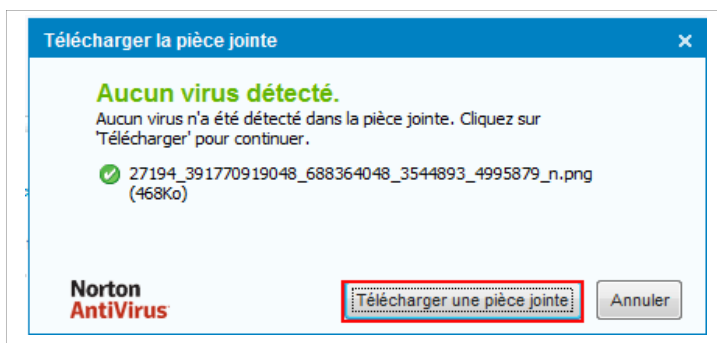 Télécharger la pièce jointe
Aucun virus détecté.
Aucun virus n'a été détecté dans la pièce jointe. Cliquez sur
'Télécharger' pour continuer.
27194_391770919048_688364048_3544893_4995879_n.png
(468Ko)
Norton
AntiVirus
Télécharger une pièce jointe
Annuler